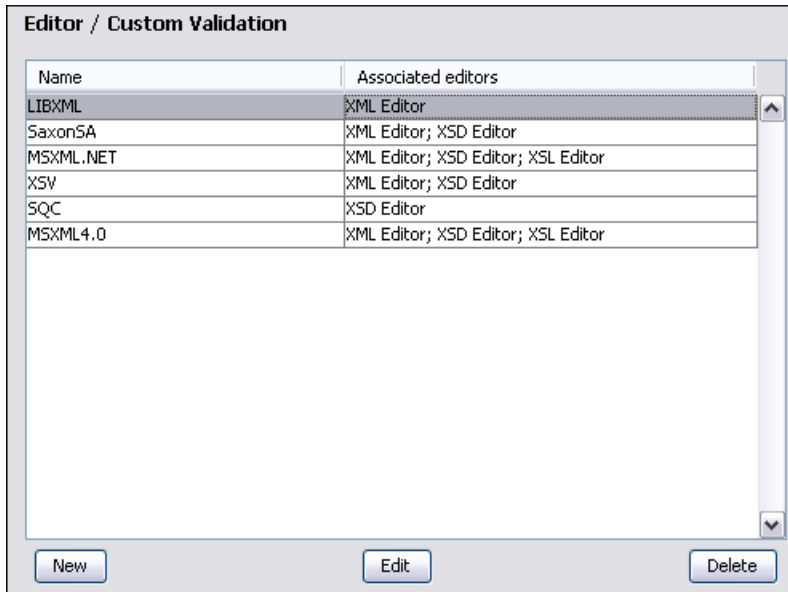 Editor / Custom Validation
Name Associated editors
LIBXML XML Editor
SaxonSA XML Editor; XSD Editor
MSXML.NET XML Editor; XSD Editor; XSL Editor
XSV XML Editor; XSD Editor
SQC XSD Editor
MSXML4.0 XML Editor; XSD Editor; XSL Editor
New Edit Delete